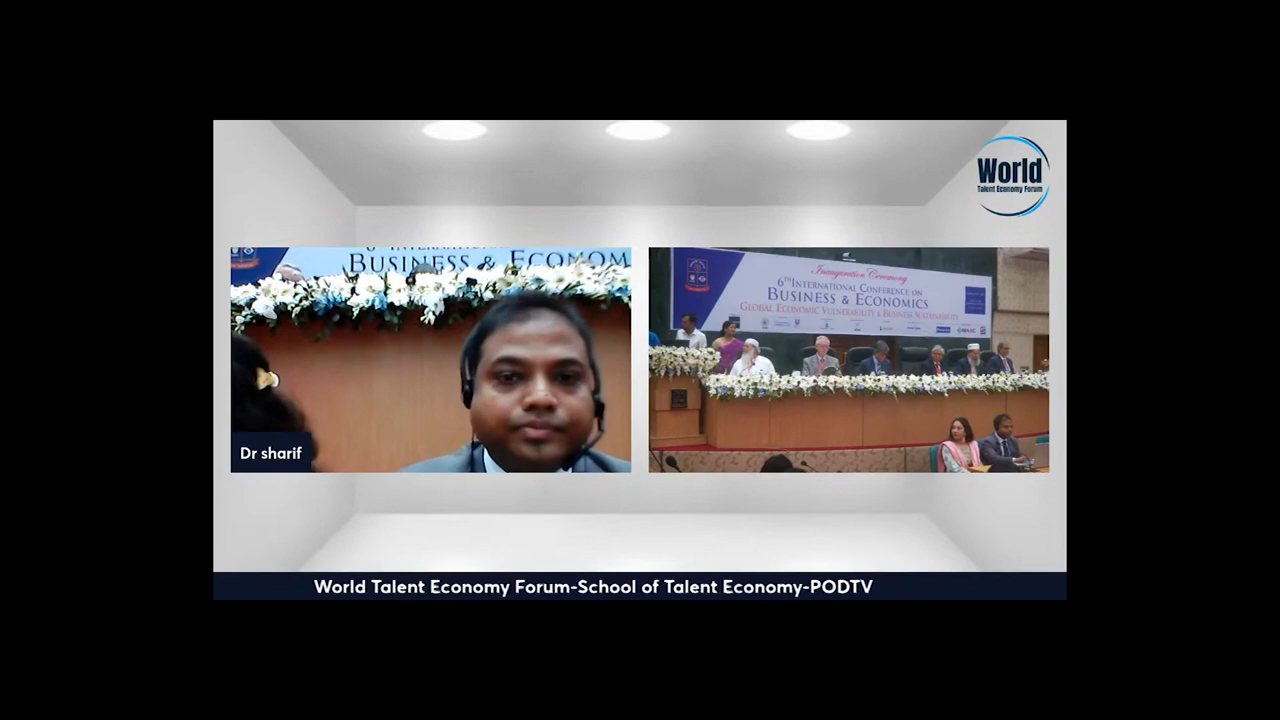 World
Talent Economy Forum
BUSINESS & ECONOM
Dr sharif
Inauguration Ceremony
6TH INTERNATIONAL CONFERENCE ON
BUSINESS & ECONOMICS
GLOBAL ECONOMIC VULNERABILITY & BUSINESS SUSTAINABILITY
World Talent Economy Forum-School of Talent Economy-PODTV